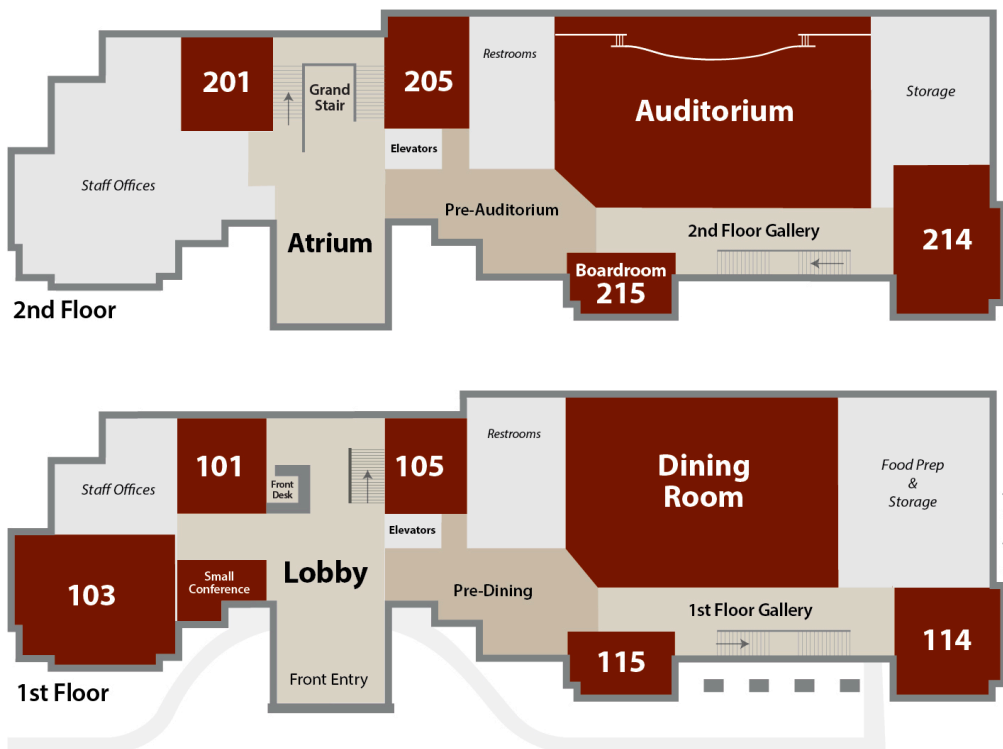 201
Grand
Stair
205
Restrooms
Auditorium
Storage
Elevators
Staff Offices
Pre-Auditorium
Atrium
2nd Floor Gallery
214
Boardroom
215
2nd Floor
101
Front
Desk
105
Restrooms
Dining
Room
Food Prep
&
Storage
Staff Offices
Elevators
103
Small
Conference
Lobby
Pre-Dining
1st Floor Gallery
115
114
Front Entry
1st Floor